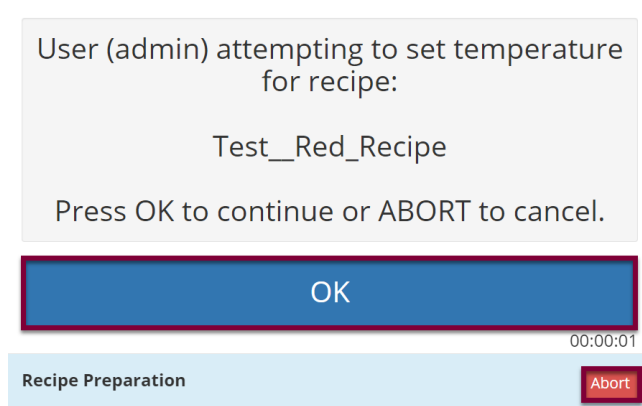 User (admin) attempting to set temperature
for recipe:
Test__Red_Recipe
Press OK to continue or ABORT to cancel.
OK
00:00:01
Recipe Preparation
Abort